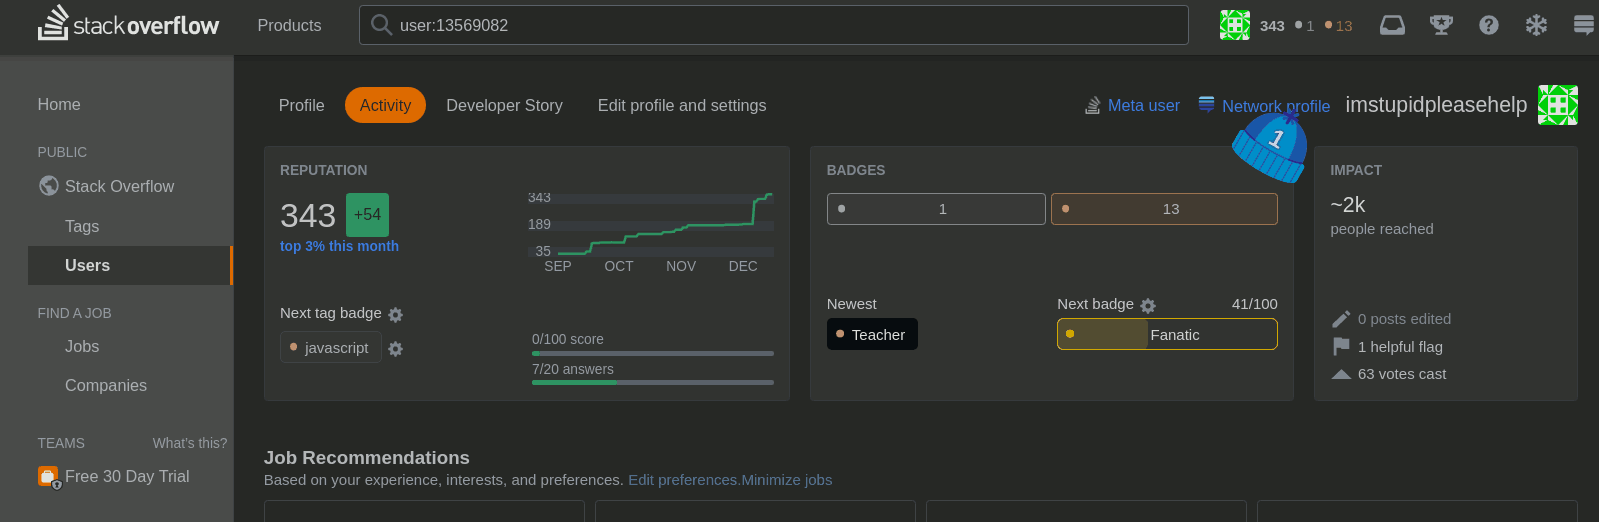 stackoverflow Products user:13569082 343 1 13
Home
PUBLIC
Stack Overflow
Tags
Users
FIND A JOB
Jobs
Companies
TEAMS What's this?
Free 30 Day Trial
Profile Activity Developer Story Edit profile and settings Meta user Network profile imstupidpleasehelp
1
REPUTATION
343 +54
top 3% this month
343
189
35
SEP OCT NOV DEC
Next tag badge
javascript
0/100 score
7/20 answers
BADGES
1 13
Newest
Teacher
Next badge 41/100
Fanatic
IMPACT
~2k
people reached
0 posts edited
1 helpful flag
63 votes cast
Job Recommendations
Based on your experience, interests, and preferences. Edit preferences.Minimize jobs